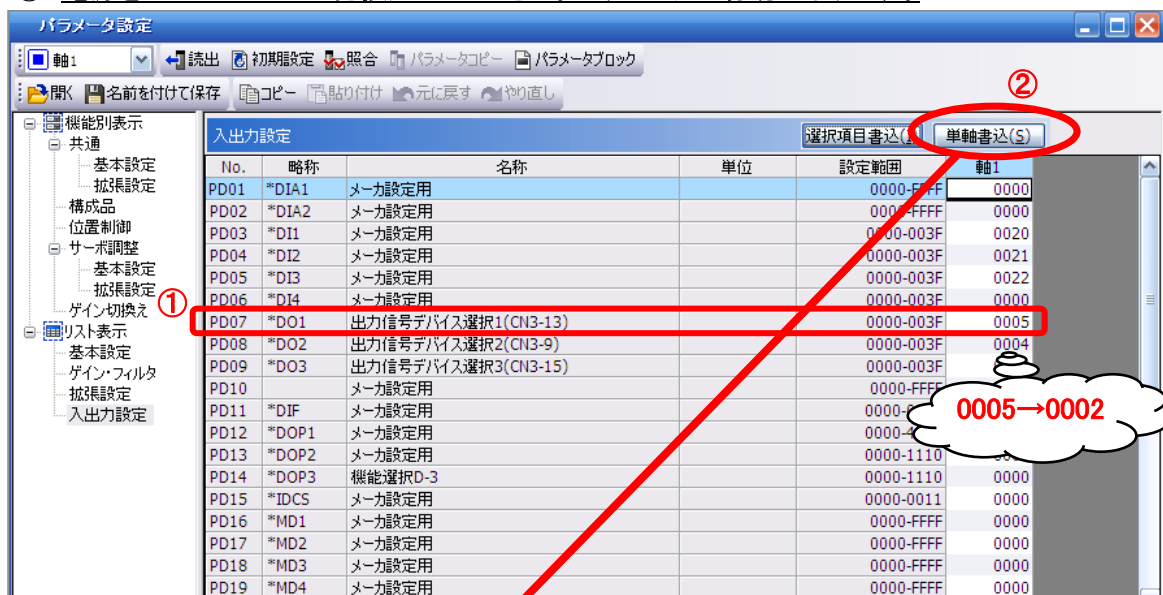 パラメータ設定
軸1 読出 初期設定 照合 パラメータコピー パラメータブロック
開く 名前を付けて保存 コピー 貼り付け 元に戻す やり直し
②
機能別表示
共通
基本設定
拡張設定
構成品
位置制御
サーボ調整
基本設定
拡張設定
ゲイン切換え
①
リスト表示
基本設定
ゲイン・フィルタ
拡張設定
入出力設定
入出力設定 選択項目書込( 単軸書込(S)
No. 略称 名称 単位 設定範囲 軸1
PD01 *DIA1 メーカ設定用 0000-FFFF 0000
PD02 *DIA2 メーカ設定用 0000-FFFF 0000
PD03 *DI1 メーカ設定用 0000-003F 0020
PD04 *DI2 メーカ設定用 0000-003F 0021
PD05 *DI3 メーカ設定用 0000-003F 0022
PD06 *DI4 メーカ設定用 0000-003F 0000
PD07 *DO1 出力信号デバイス選択1(CN3-13) 0000-003F 0005
PD08 *DO2 出力信号デバイス選択2(CN3-9) 0000-003F 0004
PD09 *DO3 出力信号デバイス選択3(CN3-15) 0000-003F
PD10 メーカ設定用 0000-FFFF
PD11 *DIF メーカ設定用 0000-
PD12 *DOP1 メーカ設定用 0000-4
PD13 *DOP2 メーカ設定用 0000-1110
PD14 *DOP3 機能選択D-3 0000-1110 0000
PD15 *IDCS メーカ設定用 0000-0011 0000
PD16 *MD1 メーカ設定用 0000-FFFF 0000
PD17 *MD2 メーカ設定用 0000-FFFF 0000
PD18 *MD3 メーカ設定用 0000-FFFF 0000
PD19 *MD4 メーカ設定用 0000-FFFF 0000
0005→0002